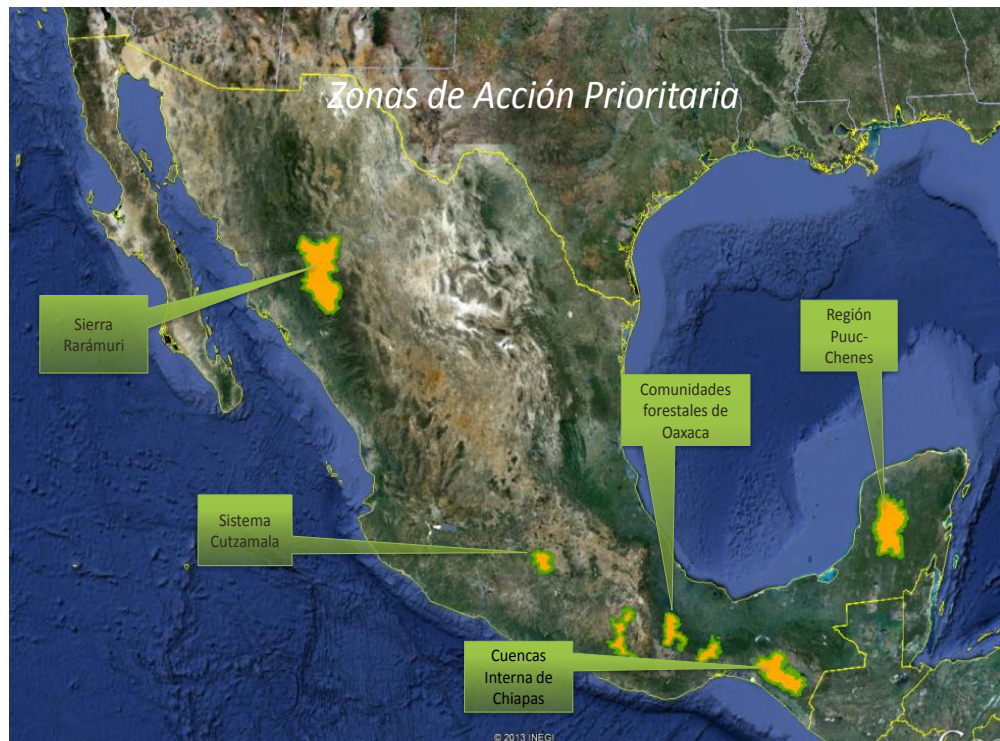 Zonas de Acción Prioritaria
Sierra
Rarámuri
Región
Puuc-
Chenes
Comunidades
forestales de
Oaxaca
Sistema
Cutzamala
Cuencas
Interna de
Chiapas
© 2013 INEGI